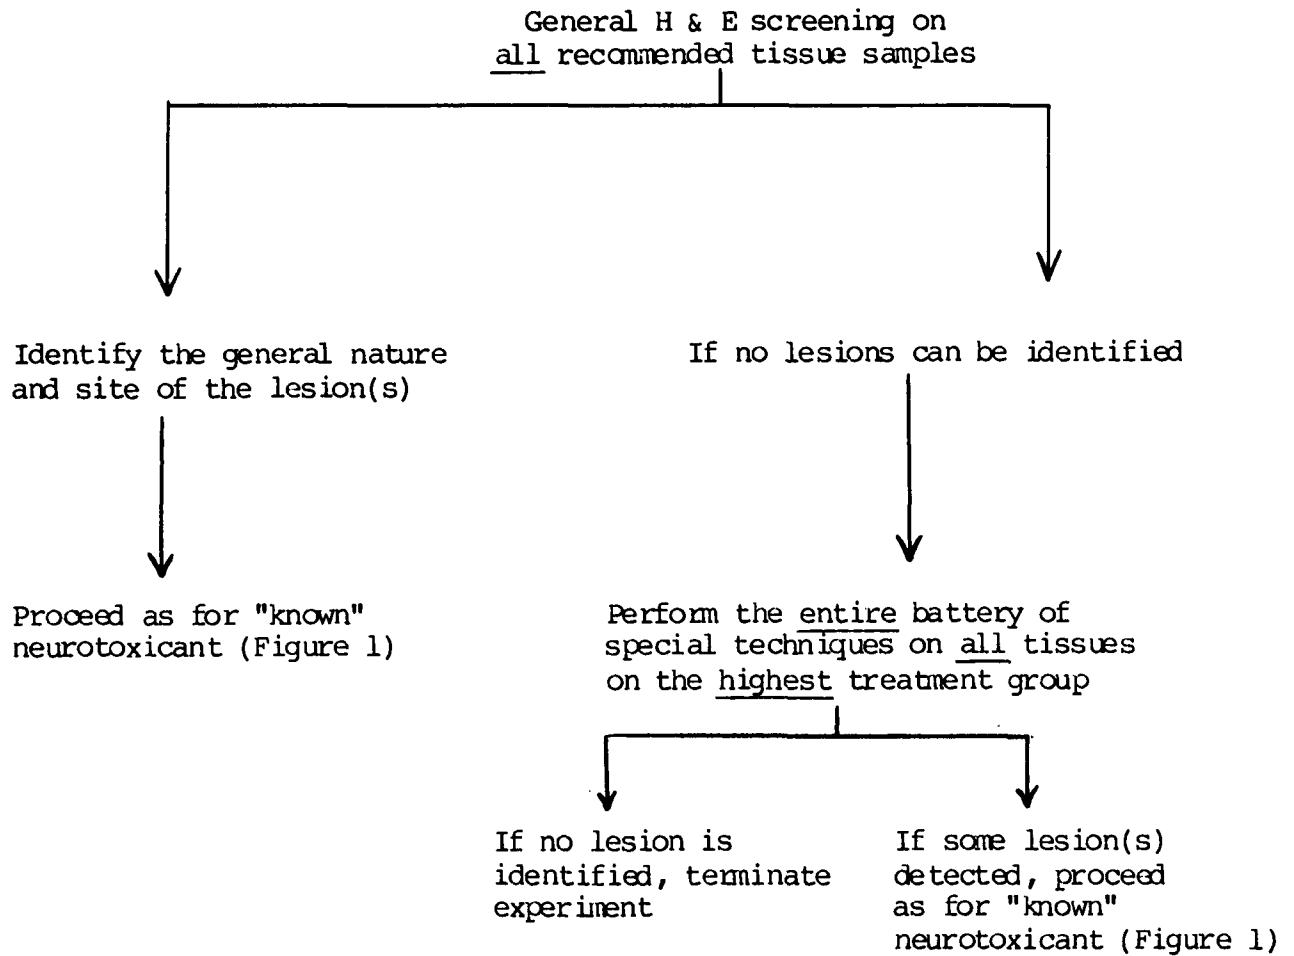 General H & E screening on
all recommended tissue samples
Identify the general nature
and site of the lesion(s)
If no lesions can be identified
Proceed as for "known"
neurotoxicant (Figure 1)
Perform the entire battery of
special techniques on all tissues
on the highest treatment group
If no lesion is
identified, terminate
experiment
If some lesion(s)
detected, proceed
as for "known"
neurotoxicant (Figure 1)